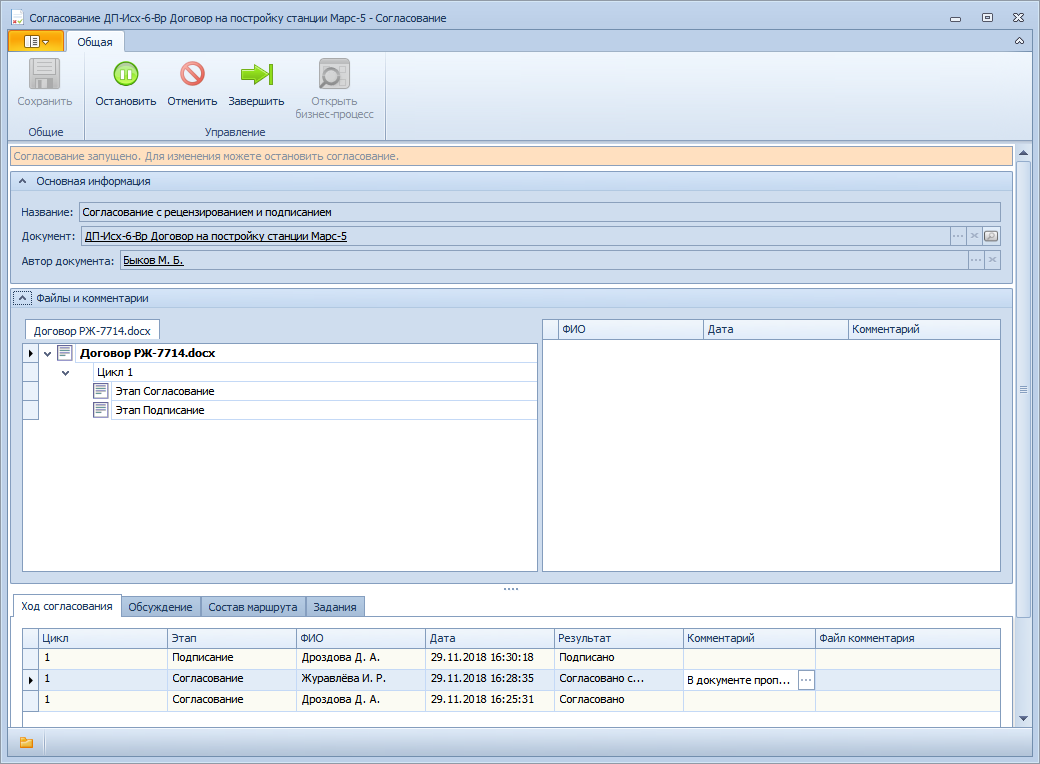 Согласование ДП-Исх-6-Вр Договор на постройку станции Марс-5 - Согласование
Общая
Сохранить
Остановить
Отменить
Завершить
Открыть
бизнес-процесс
Общие
Управление
Согласование запущено. Для изменения можете остановить согласование.
Основная информация
Название: Согласование с рецензированием и подписанием
Документ: ДП-Исх-6-Вр Договор на постройку станции Марс-5
Автор документа: Быков М. Б.
Файлы и комментарии
Договор РЖ-7714.docx
ФИО Дата Комментарий
Договор РЖ-7714.docx
Цикл 1
Этап Согласование
Этап Подписание
Ход согласования Обсуждение Состав маршрута Задания
Цикл Этап ФИО Дата Результат Комментарий Файл комментария
1 Подписание Дроздова Д. А. 29.11.2018 16:30:18 Подписано
1 Согласование Журавлёва И. Р. 29.11.2018 16:28:35 Согласовано с... В документе проп... ...
1 Согласование Дроздова Д. А. 29.11.2018 16:25:31 Согласовано